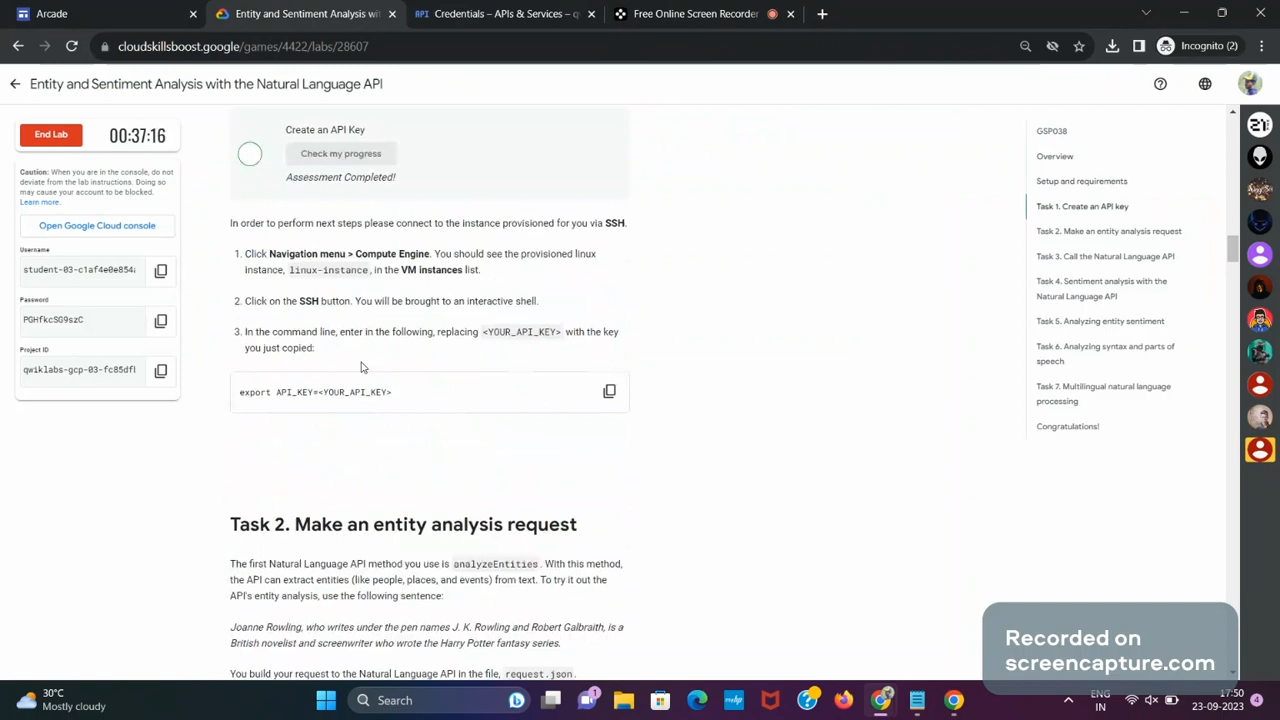 Arcade
Entity and Sentiment Analysis wit
Credentials – APIs & Services – q
Free Online Screen Recorder
cloudskillsboost.google/games/4422/labs/28607
Incognito (2)
Entity and Sentiment Analysis with the Natural Language API
End Lab
00:37:16
Caution: When you are in the console, do not
deviate from the lab instructions. Doing so
may cause your account to be blocked.
Learn more.
Open Google Cloud console
Username
student-03-c1af4e0e854
Password
PGHfkcSG9szC
Project ID
qwiklabs-gcp-03-fc85df
Create an API Key
Check my progress
Assessment Completed!
In order to perform next steps please connect to the instance provisioned for you via SSH.
1. Click Navigation menu > Compute Engine. You should see the provisioned linux
instance, linux-instance, in the VM instances list.
2. Click on the SSH button. You will be brought to an interactive shell.
3. In the command line, enter in the following, replacing <YOUR_API_KEY> with the key
you just copied:
export API_KEY=<YOUR_API_KEY>
Task 2. Make an entity analysis request
The first Natural Language API method you use is analyzeEntities. With this method,
the API can extract entities (like people, places, and events) from text. To try it out the
API's entity analysis, use the following sentence:
Joanne Rowling, who writes under the pen names J. K. Rowling and Robert Galbraith, is a
British novelist and screenwriter who wrote the Harry Potter fantasy series.
You build your request to the Natural Language API in the file, request.json.
GSP038
Overview
Setup and requirements
Task 1. Create an API key
Task 2. Make an entity analysis request
Task 3. Call the Natural Language API
Task 4. Sentiment analysis with the
Natural Language API
Task 5. Analyzing entity sentiment
Task 6. Analyzing syntax and parts of
speech
Task 7. Multilingual natural language
processing
Congratulations!
Recorded on
screencapture.com
30°C
Mostly cloudy
Search
1
ENG
IN
17:50
23-09-2023
4